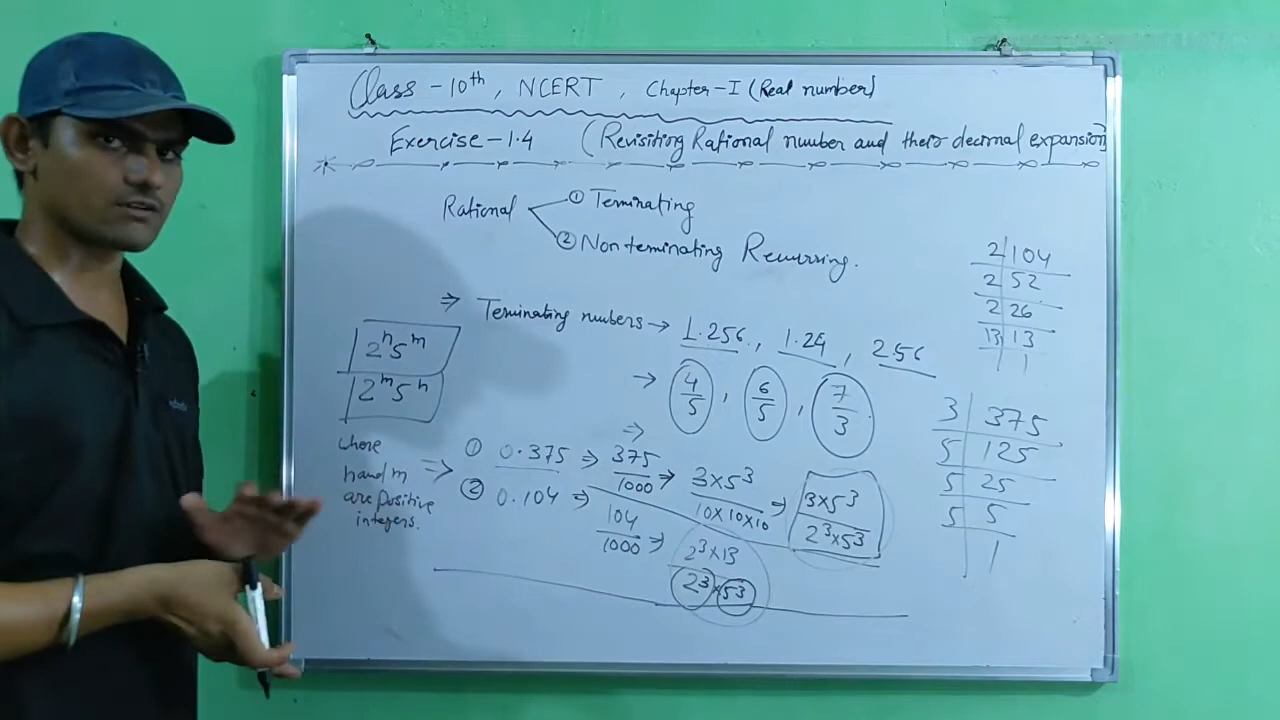 Class - 10th, NCERT, Chapter-I (Real number)
Exercise-1.4 (Revisiting Rational number and their decimal expansion)
Rational ① Terminating
② Nonterminating Recurring.
⇒ Terminating numbers → 1.256, 1.29, 2.56
→ 4/5, 6/5, 7/3
2^n 5^m
2^m 5^n
where
n and m
are positive
integers.
⇒ ① 0.375 ⇒ 375/1000 ⇒ 3×5^3/10×10×10 ⇒ 3×5^3/2^3×5^3
② 0.104 ⇒ 104/1000 ⇒ 2^3×13/2^3×5^3
2 | 104
2 | 52
2 | 26
13 | 13
1
3 | 375
5 | 125
5 | 25
5 | 5
1